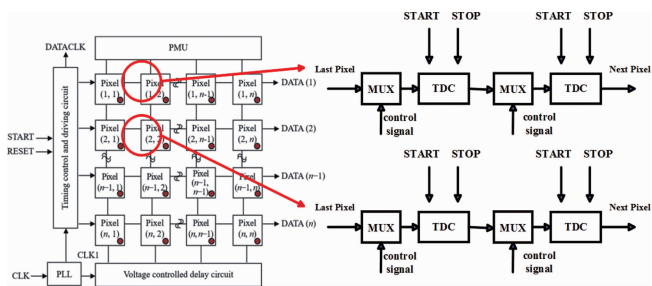 PMU
DATACLK
Timing control and driving circuit
START
RESET
Pixel
(1, 1)
Pixel
(1, 2)
Pixel
(1, n-1)
Pixel
(1, n)
DATA (1)
Pixel
(2, 1)
Pixel
(2, 2)
Pixel
(2, n-1)
Pixel
(2, n)
DATA (2)
Pixel
(n-1, 1)
Pixel
(n-1, 2)
Pixel
(n-1,
n-1)
Pixel
(n-1, n)
DATA (n-1)
Pixel
(n, 1)
Pixel
(n, 2)
Pixel
(n, n-1)
Pixel
(n, n)
DATA (n)
CLK1
CLK
PLL
Voltage controlled delay circuit
START STOP START STOP
Last Pixel Next Pixel
MUX TDC MUX TDC
control
signal
control
signal
START STOP START STOP
Last Pixel Next Pixel
MUX TDC MUX TDC
control
signal
control
signal